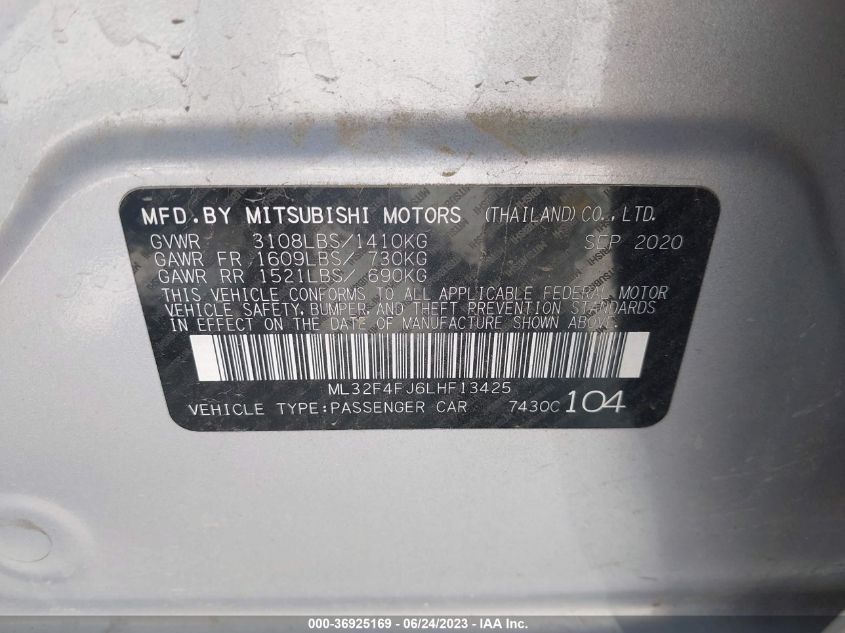 MFD.BY MITSUBISHI MOTORS (THAILAND)CO.,LTD.
GVWR 3108LBS/1410KG SEP 2020
GAWR FR 1609LBS/ 730KG
GAWR RR 1521LBS/ 690KG
THIS VEHICLE CONFORMS TO ALL APPLICABLE FEDERAL MOTOR
VEHICLE SAFETY,BUMPER,AND THEFT PREVENTION STANDARDS
IN EFFECT ON THE DATE OF MANUFACTURE SHOWN ABOVE.
ML32F4FJ6LHF13425
VEHICLE TYPE:PASSENGER CAR 7430C 104
000-36925169 - 06/24/2023 - IAA Inc.